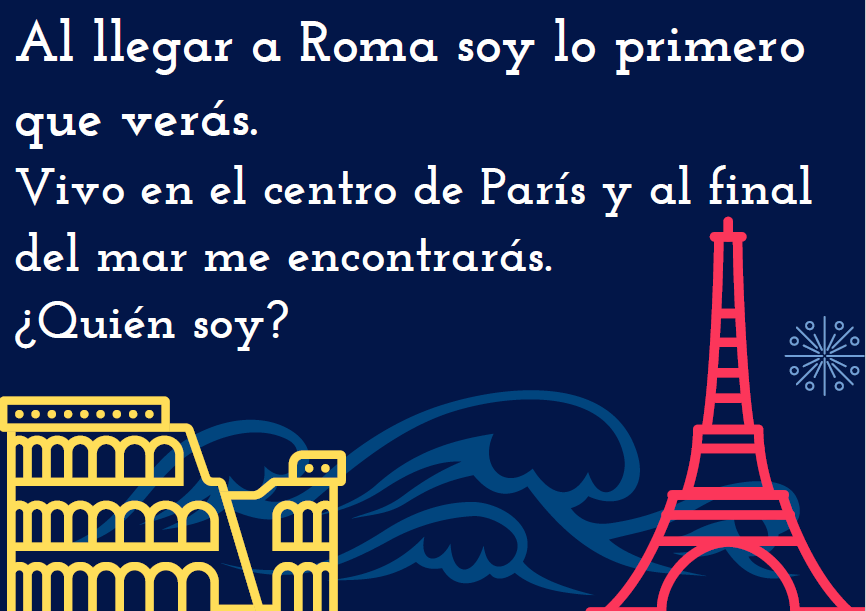 Al llegar a Roma soy lo primero
que verás.
Vivo en el centro de París y al final
del mar me encontrarás.
¿Quién soy?